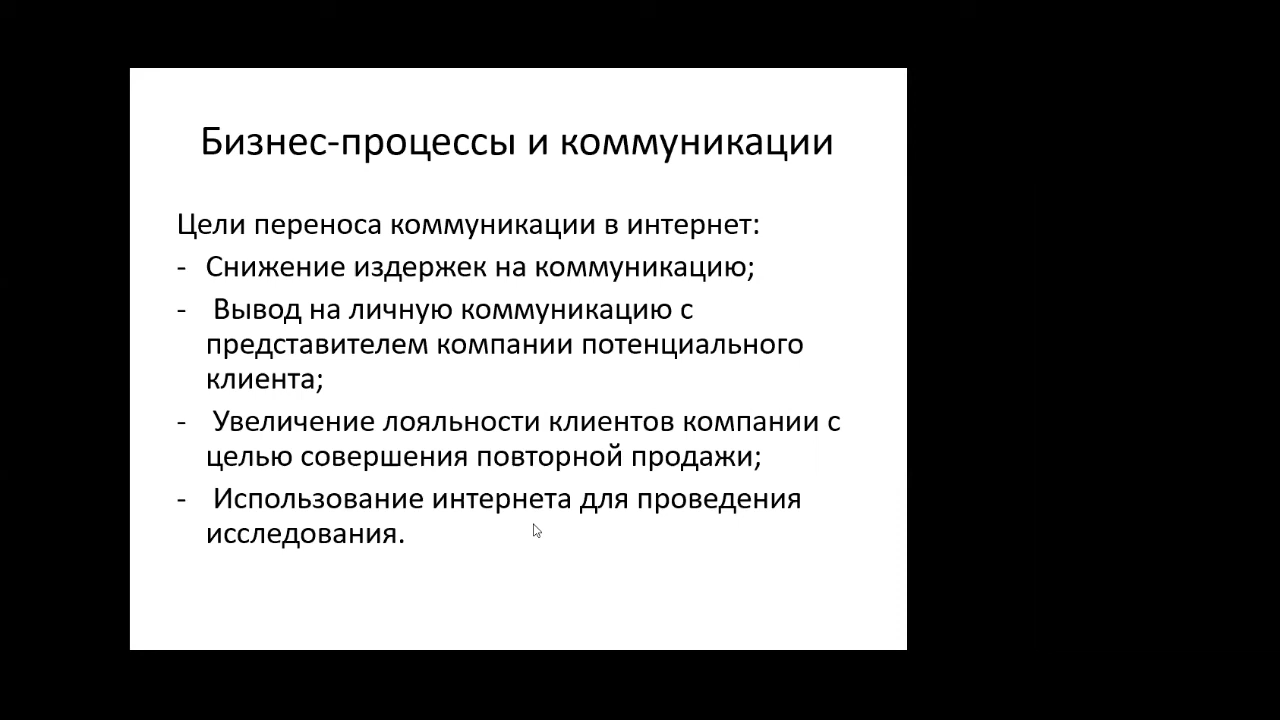 Бизнес-процессы и коммуникации
Цели переноса коммуникации в интернет:
- Снижение издержек на коммуникацию;
- Вывод на личную коммуникацию с
представителем компании потенциального
клиента;
- Увеличение лояльности клиентов компании с
целью совершения повторной продажи;
- Использование интернета для проведения
исследования.